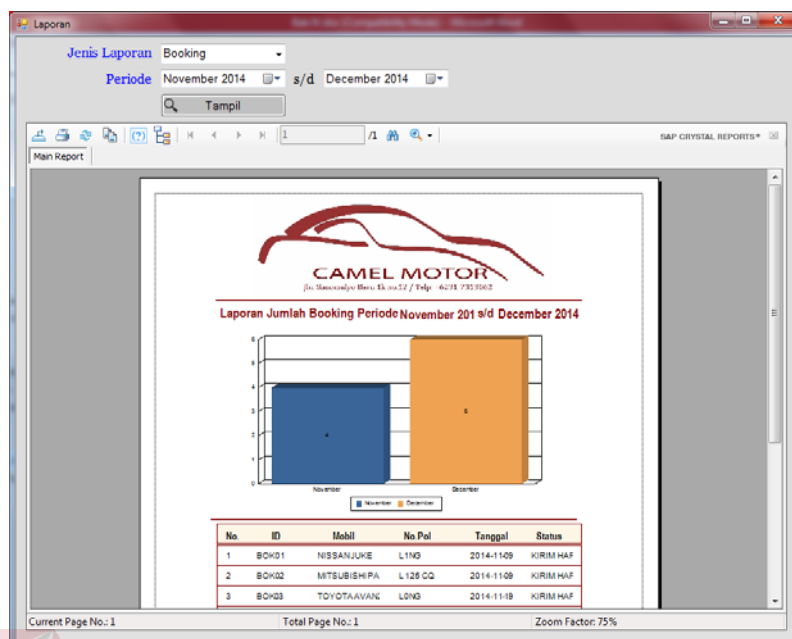 Laporan
Jenis Laporan Booking
Periode November 2014 s/d December 2014
Tampil
1 /1 SAP CRYSTAL REPORTS®
Main Report
CAMEL MOTOR
Laporan Jumlah Booking Periode November 201 s/d December 2014
6
5
4
3
2
1
0
4
6
November December
November December
No. ID Mobil No.Pol Tanggal Status
1 BOK01 NISSANJUKE L1NG 2014-11-09 KIRIM HAF
2 BOK02 MITSUBISHIPA L 126 CQ 2014-11-09 KIRIM HAF
3 BOK03 TOYOTAAVANZ L0NG 2014-11-19 KIRIM HAF
Current Page No.: 1 Total Page No.: 1 Zoom Factor: 75%